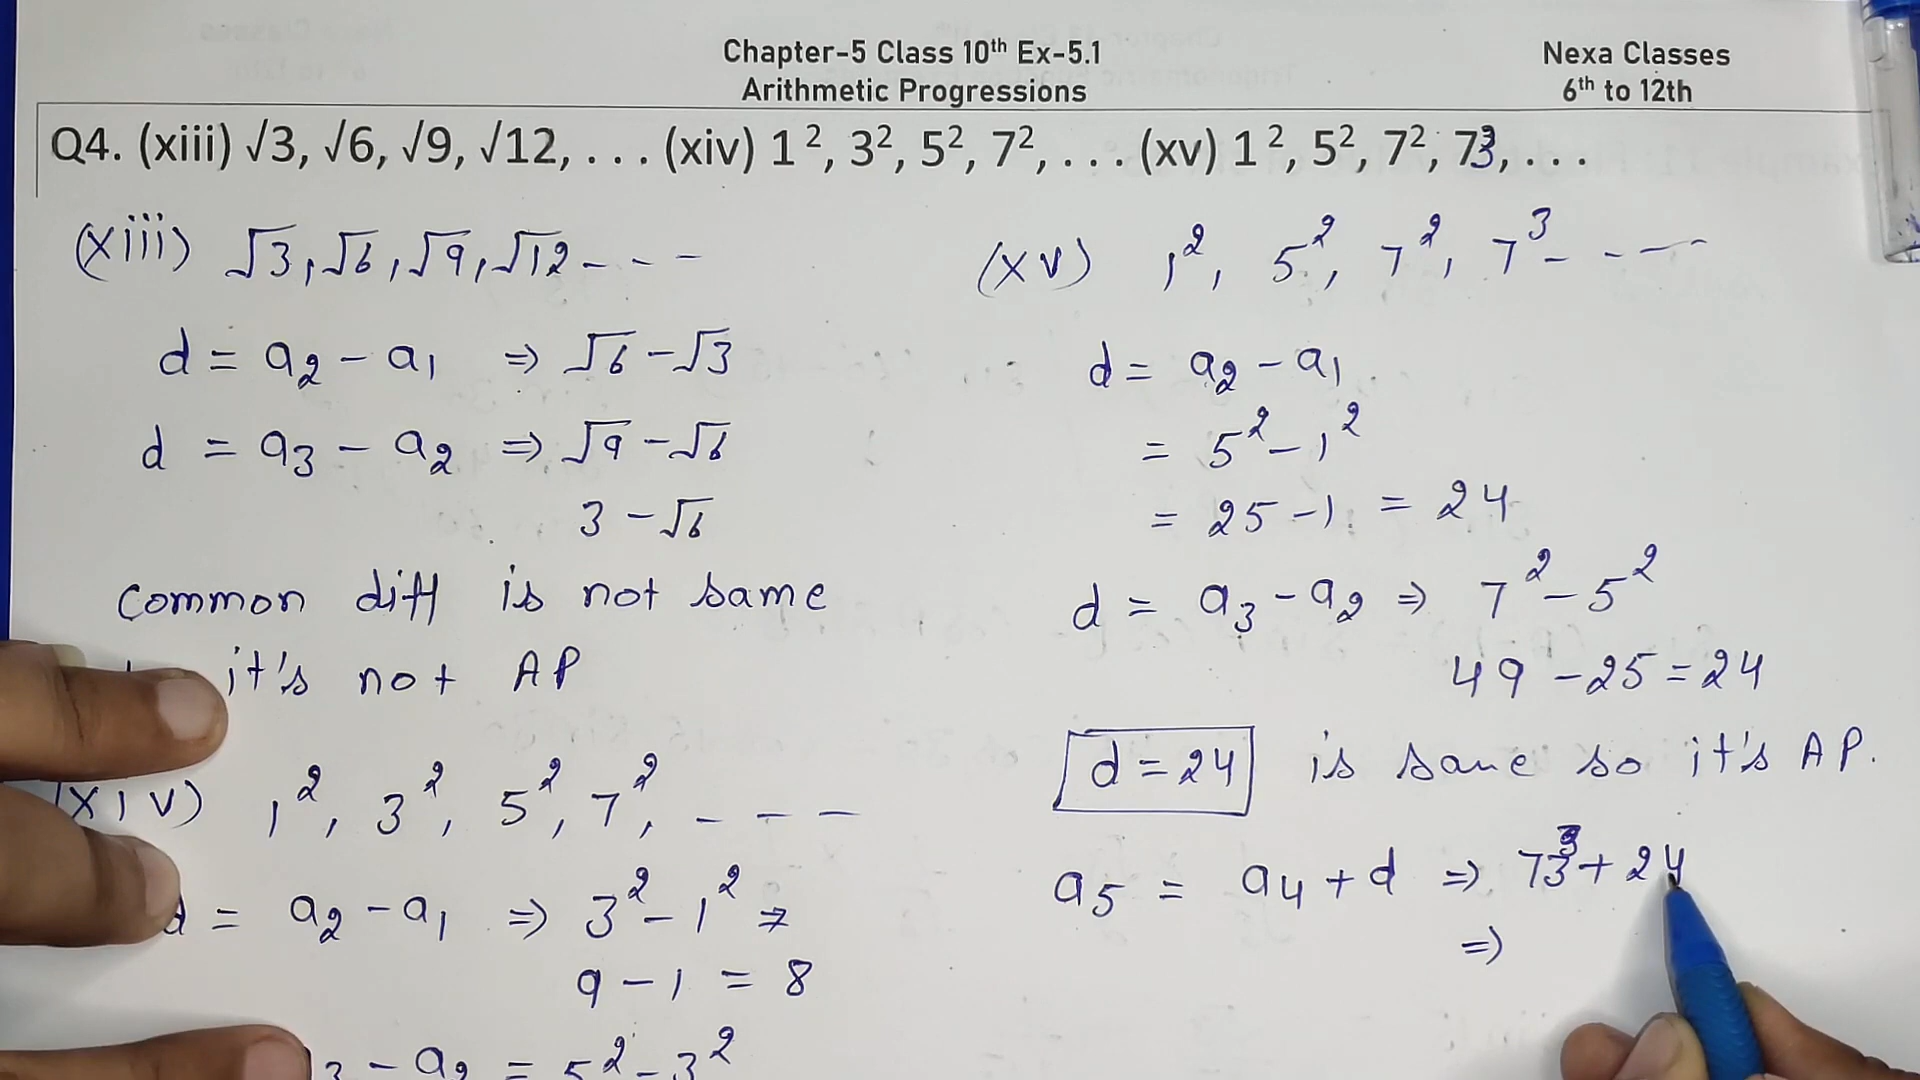 Chapter-5 Class 10th Ex-5.1
Arithmetic Progressions
Nexa Classes
6th to 12th
Q4. (xiii) √3, √6, √9, √12, . . . (xiv) 1², 3², 5², 7², . . . (xv) 1², 5², 7², 73, . . .
(xiii) √3, √6, √9, √12 - - -
d = a₂ - a₁ ⇒ √6 - √3
d = a₃ - a₂ ⇒ √9 - √6
3 - √6
common diff is not same
it's not AP
(xiv) 1², 3², 5², 7², - - -
d = a₂ - a₁ ⇒ 3² - 1² ⇒
9 - 1 = 8
- a₂ = 5² - 3²
(xv) 1², 5², 7², 7³ - - - -
d = a₂ - a₁
= 5² - 1²
= 25 - 1 = 24
d = a₃ - a₂ ⇒ 7² - 5²
49 - 25 = 24
d = 24 is same so it's AP.
a₅ = a₄ + d ⇒ 73 + 24
⇒